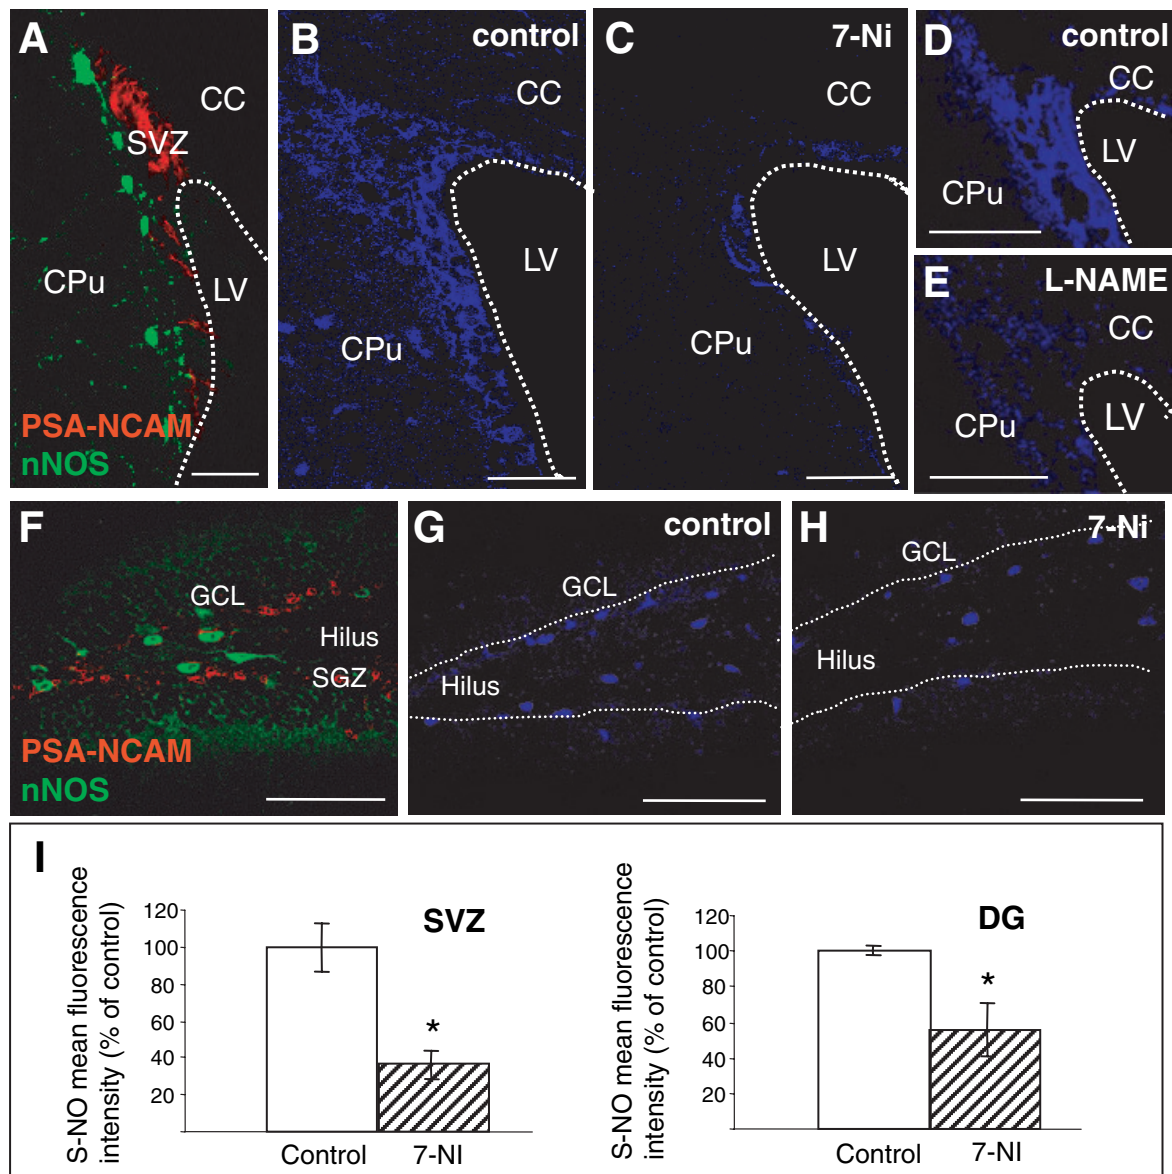 A
CC
SVZ
CPu
LV
PSA-NCAM
nNOS
B
control
CC
LV
CPu
C
7-Ni
CC
LV
CPu
D
control
CC
LV
CPu
E
L-NAME
CC
LV
CPu
F
GCL
Hilus
SGZ
PSA-NCAM
nNOS
G
control
GCL
Hilus
H
7-Ni
GCL
Hilus
I
S-NO mean fluorescence
intensity (% of control)
120
100
80
60
40
20
SVZ
*
Control
7-NI
S-NO mean fluorescence
intensity (% of control)
120
100
80
60
40
20
DG
*
Control
7-NI